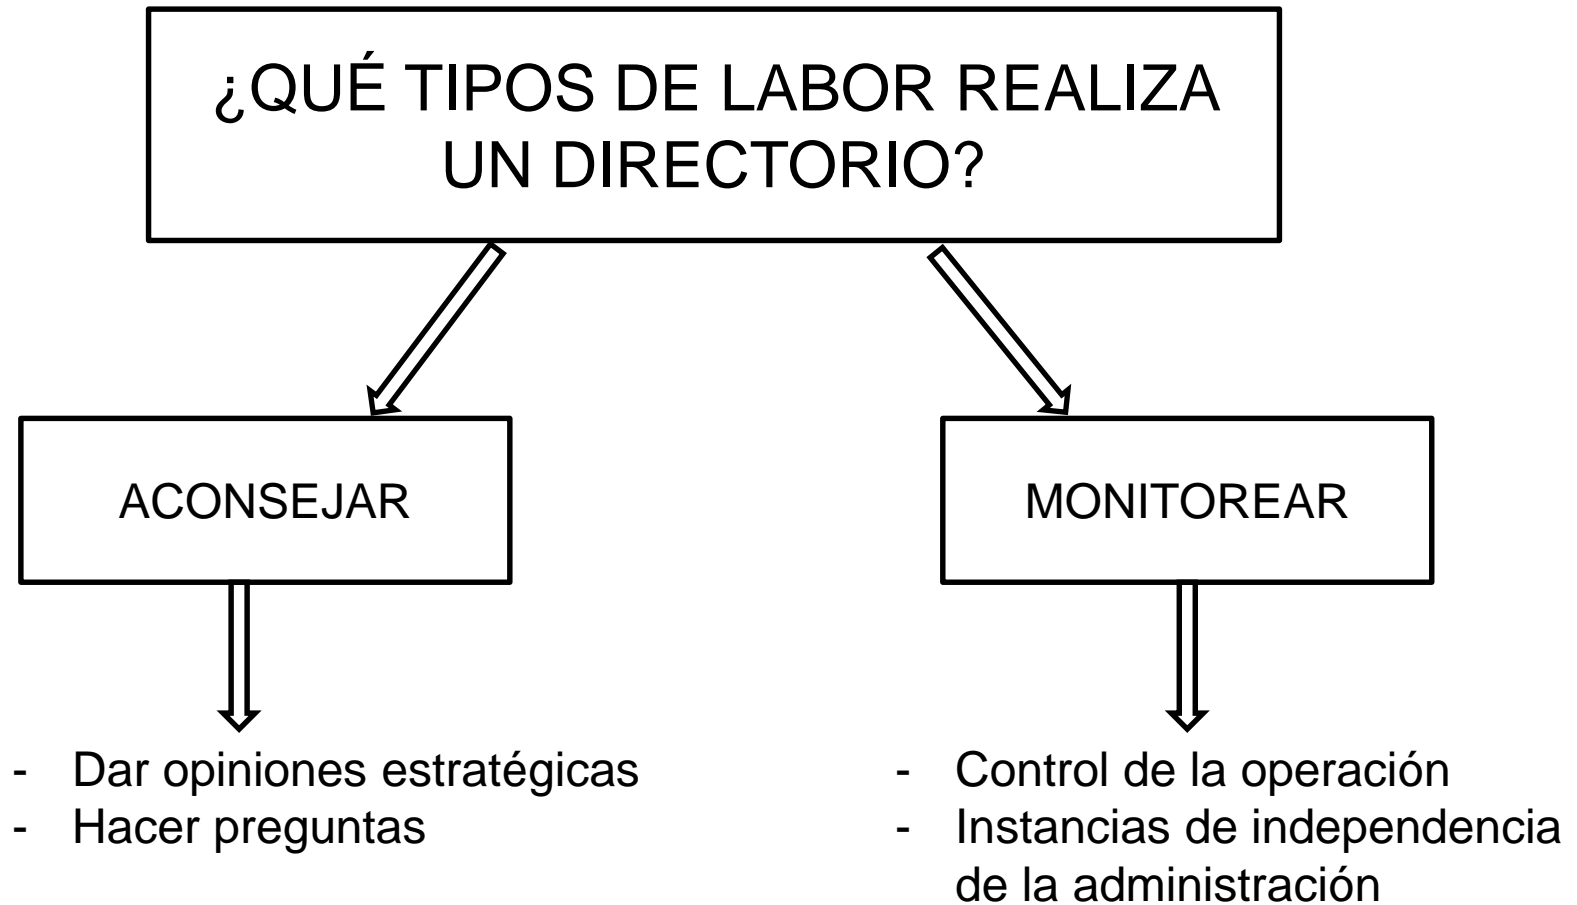 ¿QUÉ TIPOS DE LABOR REALIZA
UN DIRECTORIO?
ACONSEJAR
MONITOREAR
- Dar opiniones estratégicas
- Hacer preguntas
- Control de la operación
- Instancias de independencia
de la administración